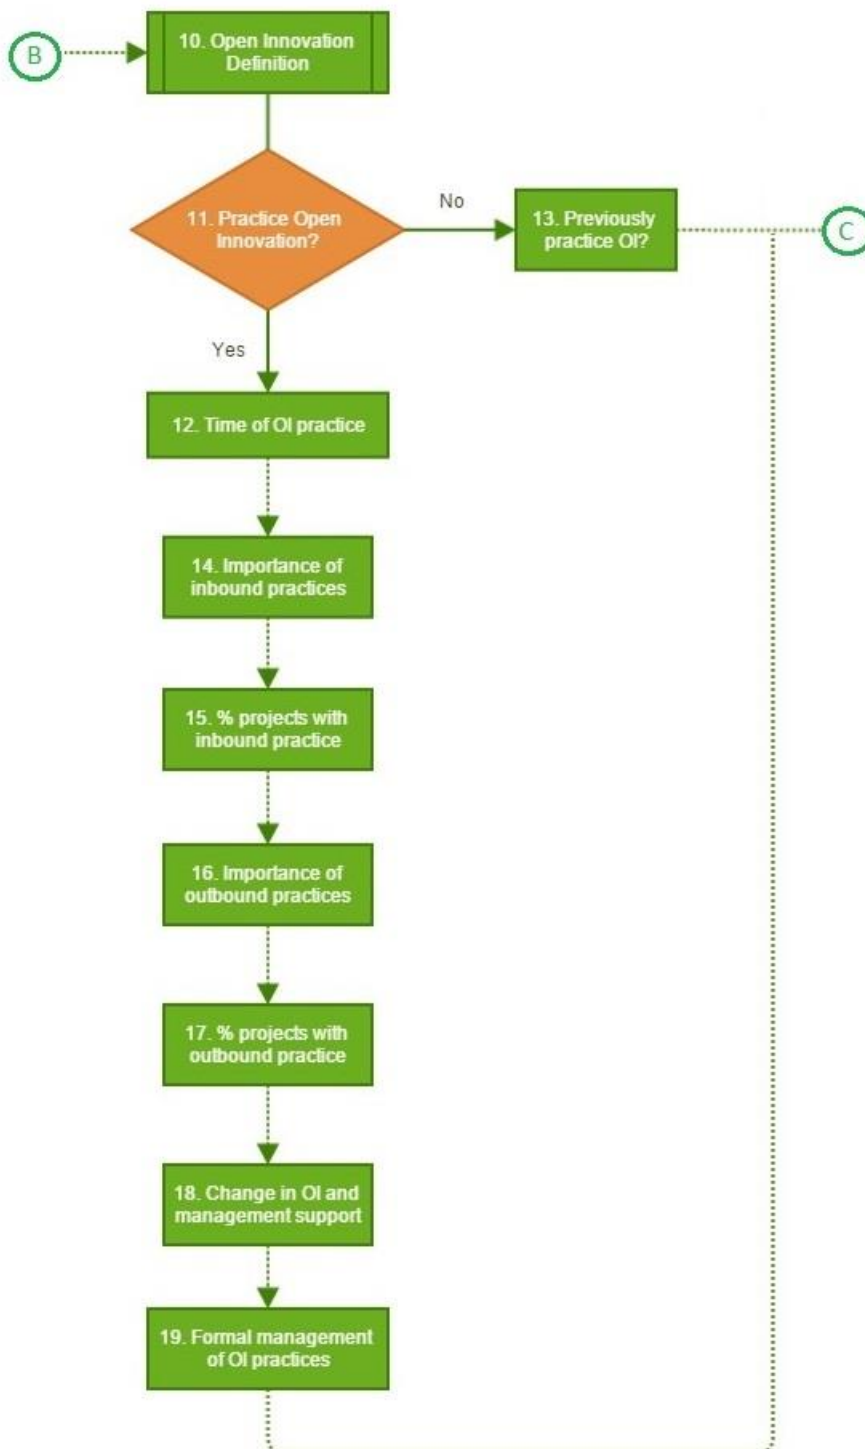 B
10. Open Innovation
Definition
11. Practice Open
Innovation?
No
13. Previously
practice OI?
C
Yes
12. Time of OI practice
14. Importance of
inbound practices
15. % projects with
inbound practice
16. Importance of
outbound practices
17. % projects with
outbound practice
18. Change in OI and
management support
19. Formal management
of OI practices